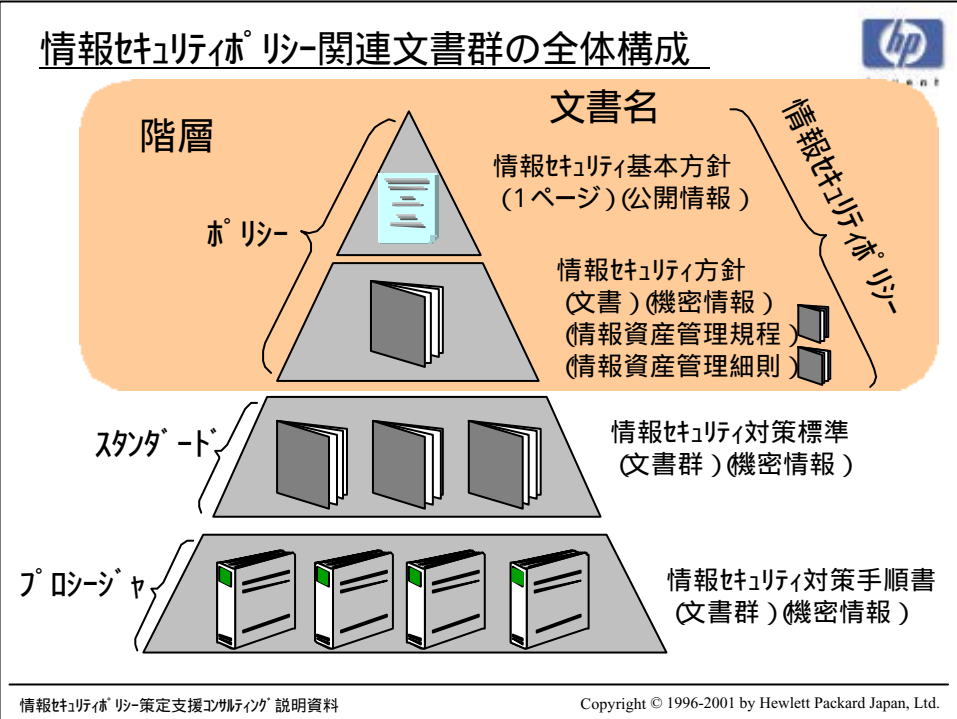 情報ｾｷｭﾘﾃｨﾎﾟﾘｼｰ関連文書群の全体構成
hp
階層
文書名
情報ｾｷｭﾘﾃｨ基本方針
(1ページ)(公開情報)
ﾎﾟﾘｼｰ
情報ｾｷｭﾘﾃｨﾎﾟﾘｼｰ
情報ｾｷｭﾘﾃｨ方針
(文書)(機密情報)
(情報資産管理規程)
(情報資産管理細則)
ｽﾀﾝﾀﾞｰﾄﾞ
情報ｾｷｭﾘﾃｨ対策標準
(文書群)(機密情報)
ﾌﾟﾛｼｰｼﾞｬ
情報ｾｷｭﾘﾃｨ対策手順書
(文書群)(機密情報)
情報ｾｷｭﾘﾃｨﾎﾟﾘｼｰ策定支援ｺﾝｻﾙﾃｨﾝｸﾞ説明資料
Copyright © 1996-2001 by Hewlett Packard Japan, Ltd.